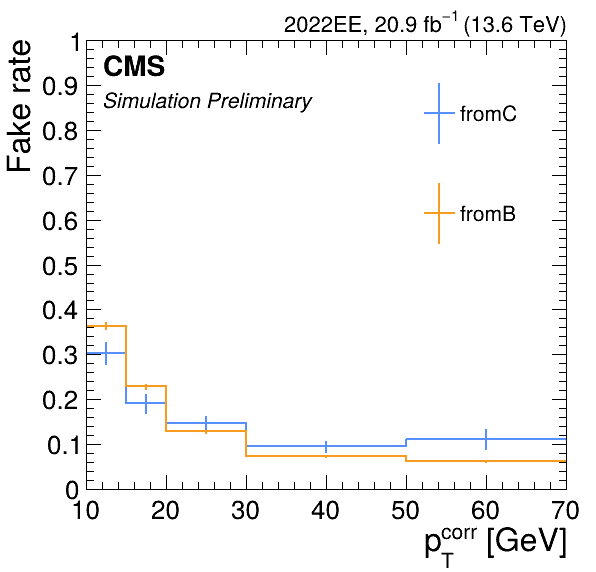 2022EE, 20.9 fb⁻¹ (13.6 TeV)
CMS
Simulation Preliminary
fromC
fromB
Fake rate
1
0.9
0.8
0.7
0.6
0.5
0.4
0.3
0.2
0.1
0
10 20 30 40 50 60 70
p_T^corr [GeV]